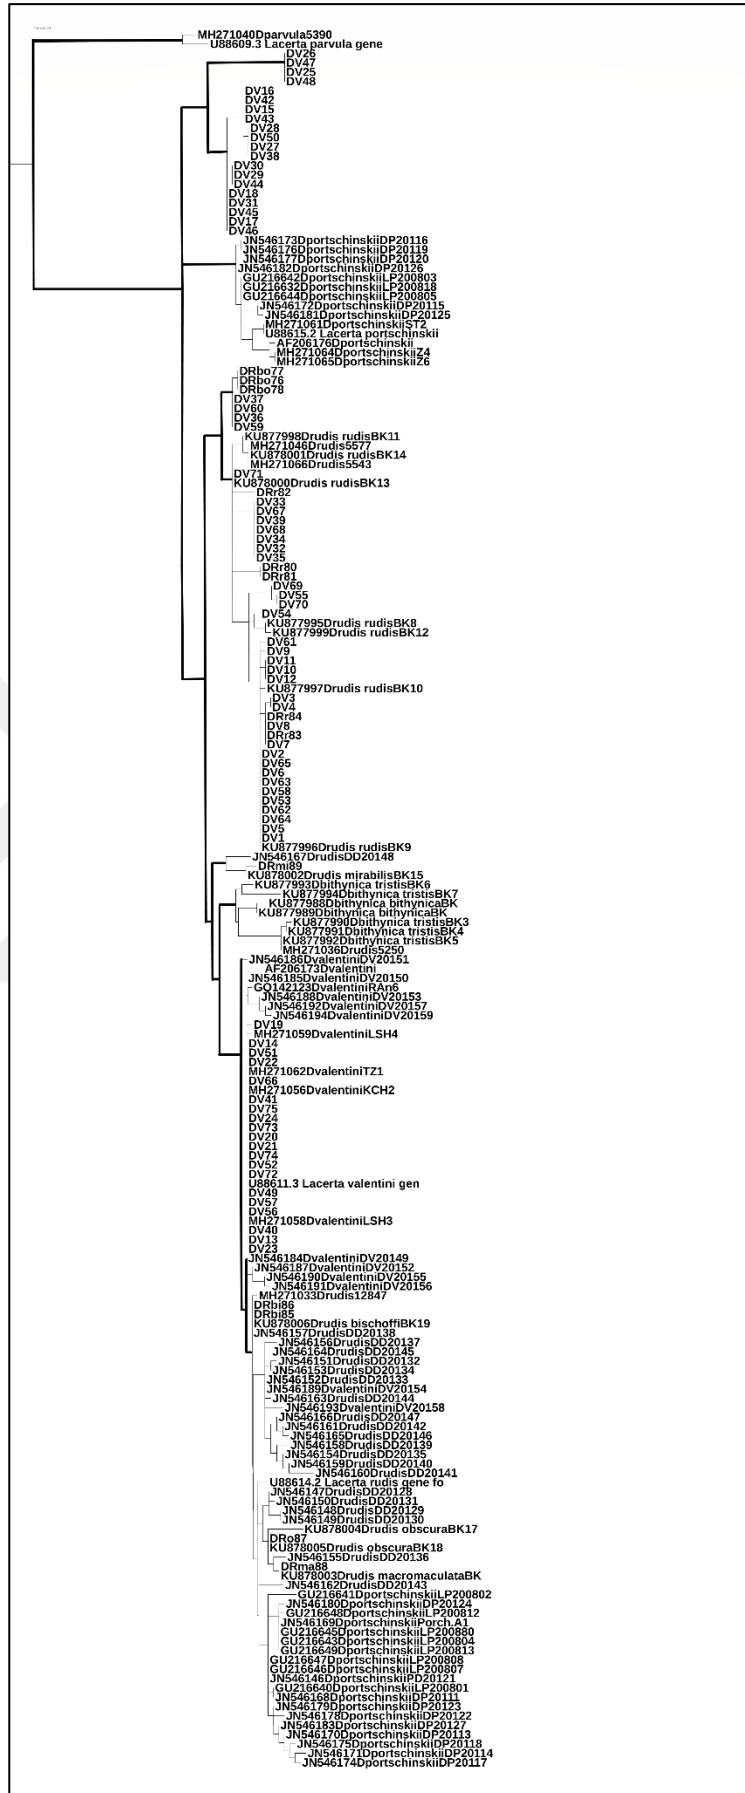 MH271040Dparvula5390
U88609.3 Lacerta parvula gene
DV26
DV47
DV25
DV48
DV16
DV42
DV15
DV43
DV28
DV50
DV27
DV38
DV30
DV29
DV44
DV18
DV31
DV45
DV17
DV46
JN546173DportschinskiiDP20116
JN546176DportschinskiiDP20119
JN546177DportschinskiiDP20120
JN546182DportschinskiiDP20126
GU216642DportschinskiiLP200803
GU216632DportschinskiiLP200818
GU216644DportschinskiiLP200805
JN546172DportschinskiiDP20115
JN546181DportschinskiiDP20125
MH271061DportschinskiiST2
U88615.2 Lacerta portschinskii
AF206176Dportschinskii
MH271064DportschinskiiZ4
MH271065DportschinskiiZ6
DRbo77
DRbo76
DRbo78
DV37
DV60
DV36
DV59
KU877998Drudis rudisBK11
MH271046Drudis5577
KU878001Drudis rudisBK14
MH271066Drudis5543
DV71
KU878000Drudis rudisBK13
DRr82
DV33
DV67
DV39
DV68
DV34
DV32
DV35
DRr80
DRr81
DV69
DV55
DV70
DV54
KU877995Drudis rudisBK8
KU877999Drudis rudisBK12
DV61
DV9
DV11
DV10
DV12
KU877997Drudis rudisBK10
DV3
DV4
DRr84
DV8
DRr83
DV7
DV2
DV65
DV6
DV63
DV58
DV53
DV62
DV64
DV5
DV1
KU877996Drudis rudisBK9
JN546167DrudisDD20148
DRmi89
KU878002Drudis mirabilisBK15
KU877993Dbithynica tristisBK6
KU877994Dbithynica tristisBK7
KU877988Dbithynica bithynicaBK
KU877989Dbithynica bithynicaBK
KU877990Dbithynica tristisBK3
KU877991Dbithynica tristisBK4
KU877992Dbithynica tristisBK5
MH271036Drudis5250
JN546186DvalentiniDV20151
AF206173Dvalentini
JN546185DvalentiniDV20150
GQ142123DvalentiniRAn6
JN546188DvalentiniDV20153
JN546192DvalentiniDV20157
JN546194DvalentiniDV20159
DV19
MH271059DvalentiniLSH4
DV14
DV51
DV22
MH271062DvalentiniTZ1
DV66
MH271056DvalentiniKCH2
DV41
DV75
DV24
DV73
DV20
DV21
DV74
DV52
DV72
U88611.3 Lacerta valentini gen
DV49
DV57
DV56
MH271058DvalentiniLSH3
DV40
DV13
DV23
JN546184DvalentiniDV20149
JN546187DvalentiniDV20152
JN546190DvalentiniDV20155
JN546191DvalentiniDV20156
MH271033Drudis12847
DRbi86
DRbi85
KU878006Drudis bischoffiBK19
JN546157DrudisDD20138
JN546156DrudisDD20137
JN546164DrudisDD20145
JN546151DrudisDD20132
JN546153DrudisDD20134
JN546152DrudisDD20133
JN546189DvalentiniDV20154
JN546163DrudisDD20144
JN546193DvalentiniDV20158
JN546166DrudisDD20147
JN546161DrudisDD20142
JN546165DrudisDD20146
JN546158DrudisDD20139
JN546154DrudisDD20135
JN546159DrudisDD20140
JN546160DrudisDD20141
U88614.2 Lacerta rudis gene fo
JN546147DrudisDD20128
JN546150DrudisDD20131
JN546148DrudisDD20129
JN546149DrudisDD20130
KU878004Drudis obscuraBK17
DRo87
KU878005Drudis obscuraBK18
JN546155DrudisDD20136
DRma88
KU878003Drudis macromaculataBK
JN546162DrudisDD20143
GU216641DportschinskiiLP200802
JN546180DportschinskiiDP20124
GU216648DportschinskiiLP200812
JN546169DportschinskiiPorch.A1
GU216645DportschinskiiLP200880
GU216643DportschinskiiLP200804
GU216649DportschinskiiLP200813
GU216647DportschinskiiLP200808
GU216646DportschinskiiLP200807
JN546146DportschinskiiPD20121
GU216640DportschinskiiLP200801
JN546168DportschinskiiDP20111
JN546179DportschinskiiDP20123
JN546178DportschinskiiDP20122
JN546183DportschinskiiDP20127
JN546170DportschinskiiDP20113
JN546175DportschinskiiDP20118
JN546171DportschinskiiDP20114
JN546174DportschinskiiDP20117